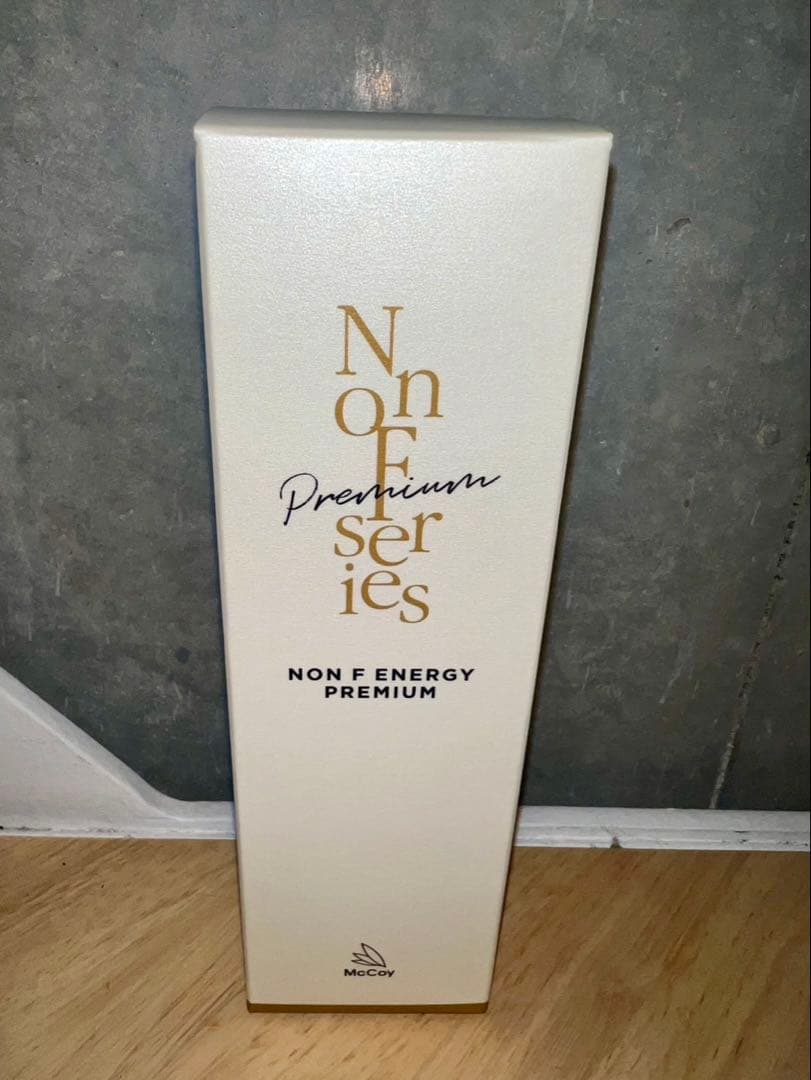 Non F
Premium
series
NON F ENERGY
PREMIUM
McCoy